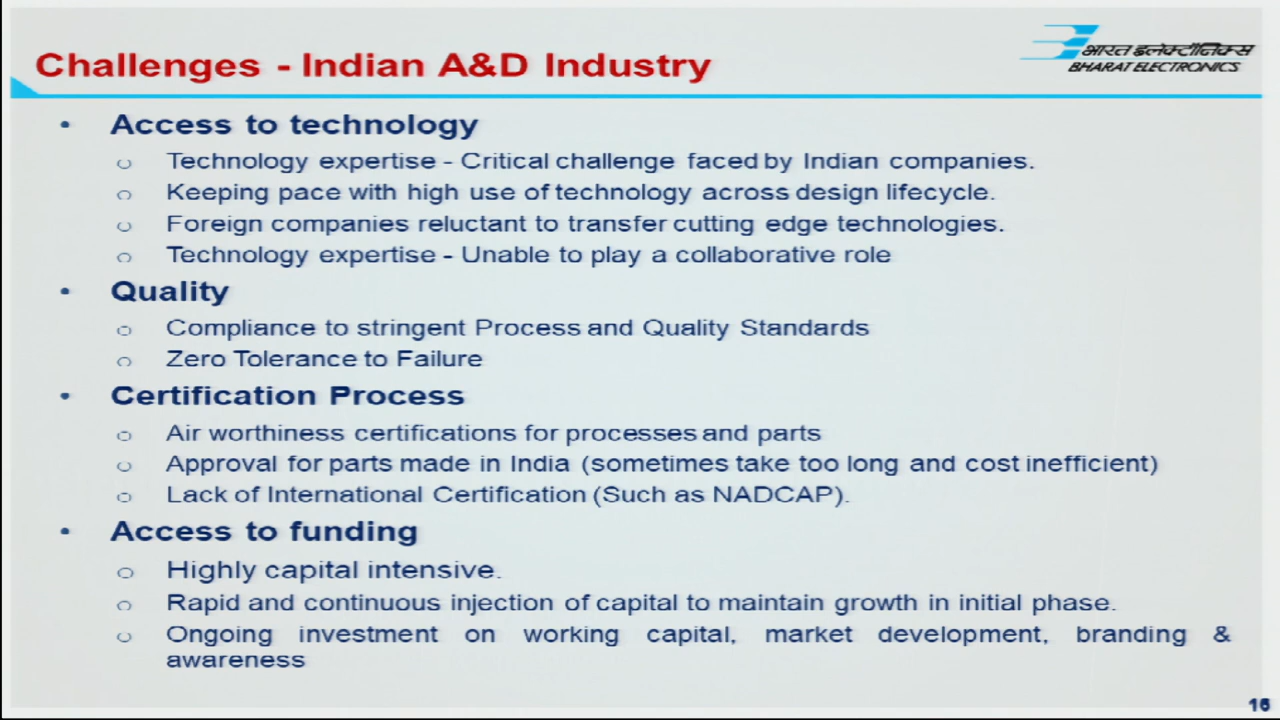 Challenges - Indian A&D Industry
भारत इलेक्ट्रॉनिक्स
BHARAT ELECTRONICS
• Access to technology
○ Technology expertise - Critical challenge faced by Indian companies.
○ Keeping pace with high use of technology across design lifecycle.
○ Foreign companies reluctant to transfer cutting edge technologies.
○ Technology expertise - Unable to play a collaborative role
• Quality
○ Compliance to stringent Process and Quality Standards
○ Zero Tolerance to Failure
• Certification Process
○ Air worthiness certifications for processes and parts
○ Approval for parts made in India (sometimes take too long and cost inefficient)
○ Lack of International Certification (Such as NADCAP).
• Access to funding
○ Highly capital intensive.
○ Rapid and continuous injection of capital to maintain growth in initial phase.
○ Ongoing investment on working capital, market development, branding &
awareness
16